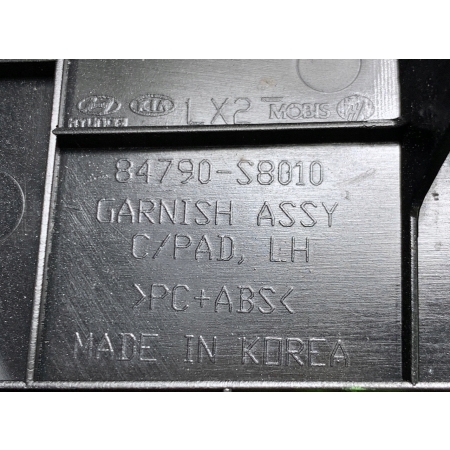 HYUNDAI KIA LX2 MOBIS
84790-S8010
GARNISH ASSY
C/PAD, LH
>PC+ABS<
MADE IN KOREA